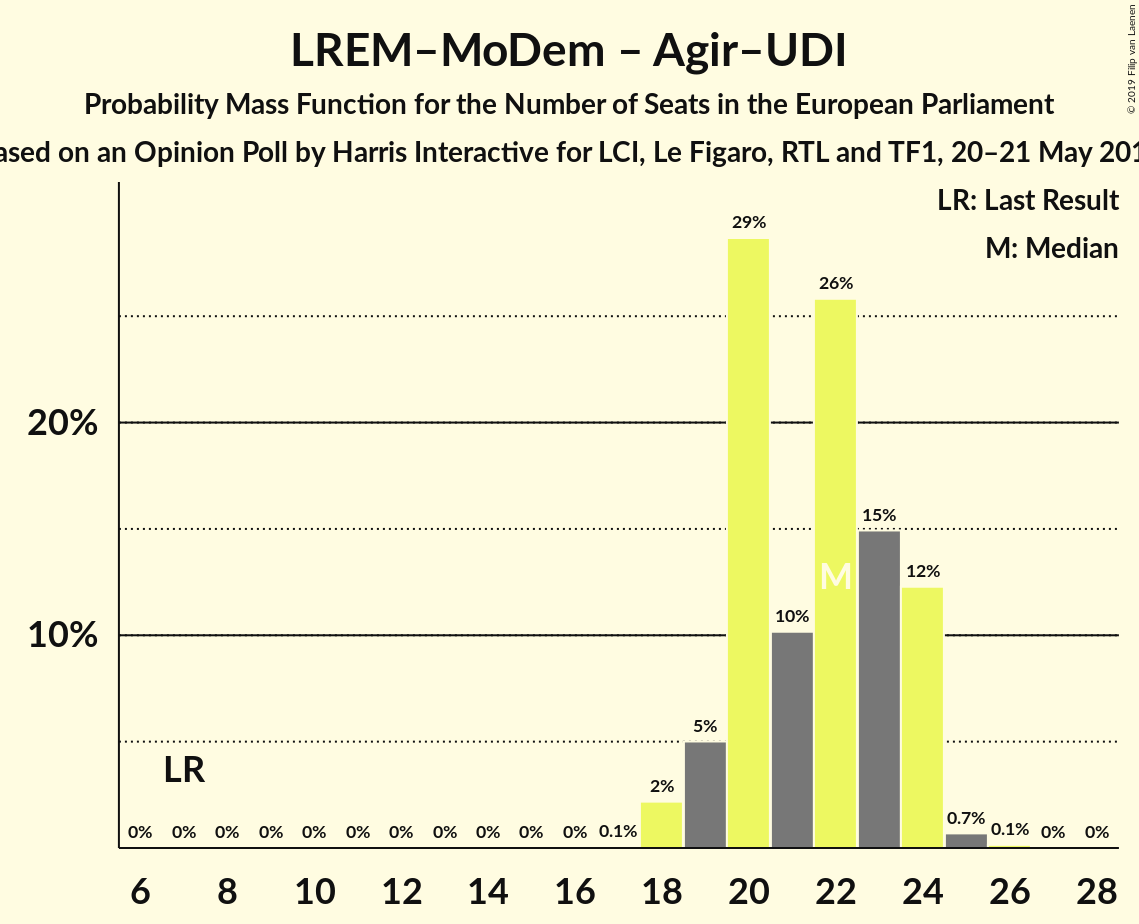 LREM–MoDem – Agir–UDI
Probability Mass Function for the Number of Seats in the European Parliament
ased on an Opinion Poll by Harris Interactive for LCI, Le Figaro, RTL and TF1, 20–21 May 201
© 2019 Filip van Laenen
LR: Last Result
M: Median
29%
26%
20%
15%
M
12%
10%
10%
5%
LR
2%
0% 0% 0% 0% 0% 0% 0% 0% 0% 0% 0% 0.1% 0.7% 0.1% 0% 0%
6 8 10 12 14 16 18 20 22 24 26 28